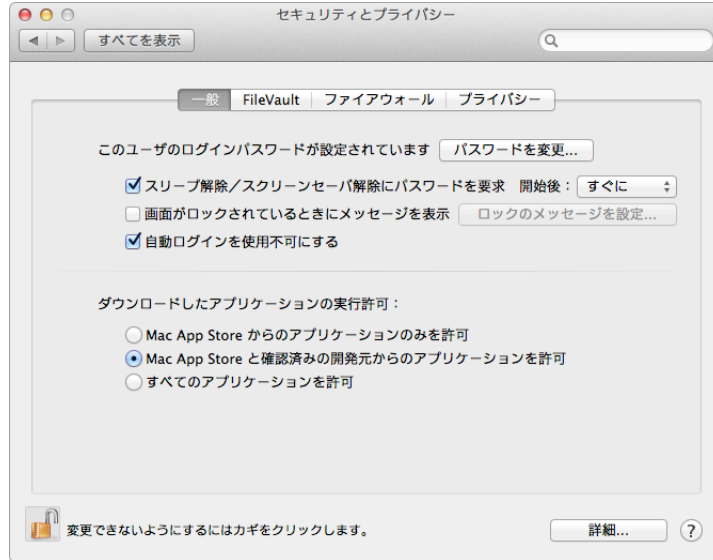 セキュリティとプライバシー
すべてを表示
一般 FileVault ファイアウォール プライバシー
このユーザのログインパスワードが設定されています パスワードを変更...
スリープ解除／スクリーンセーバ解除にパスワードを要求 開始後： すぐに
画面がロックされているときにメッセージを表示 ロックのメッセージを設定...
自動ログインを使用不可にする
ダウンロードしたアプリケーションの実行許可：
Mac App Store からのアプリケーションのみを許可
Mac App Store と確認済みの開発元からのアプリケーションを許可
すべてのアプリケーションを許可
変更できないようにするにはカギをクリックします。 詳細... ?